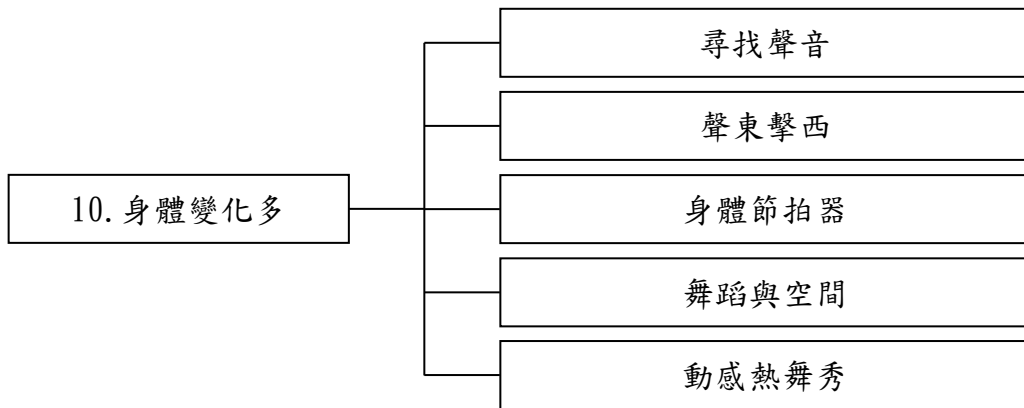 10.身體變化多
尋找聲音
聲東擊西
身體節拍器
舞蹈與空間
動感熱舞秀